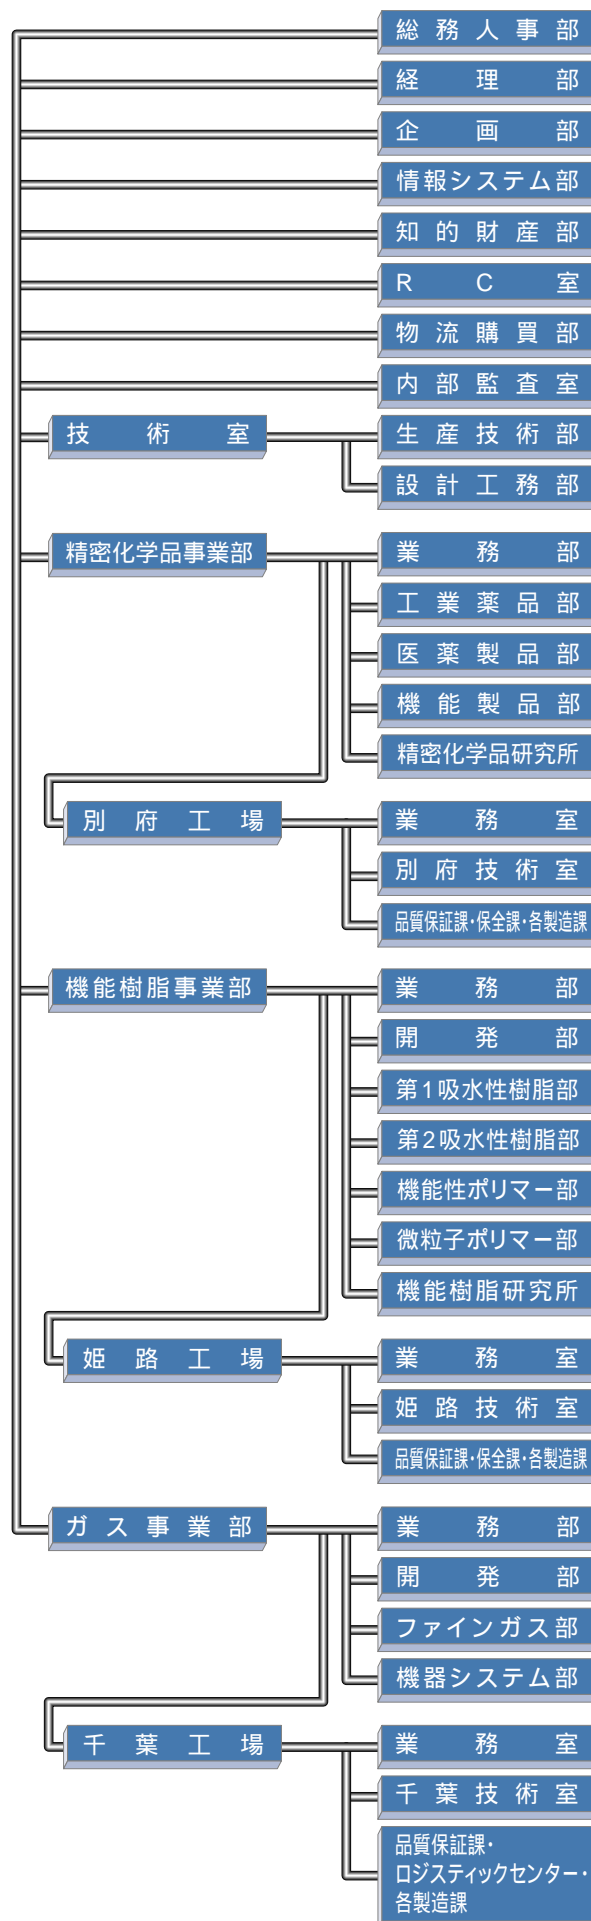 総務人事部
経理部
企画部
情報システム部
知的財産部
RC室
物流購買部
内部監査室
技術室
生産技術部
設計工務部
精密化学品事業部
業務部
工業薬品部
医薬製品部
機能製品部
精密化学品研究所
別府工場
業務室
別府技術室
品質保証課・保全課・各製造課
機能樹脂事業部
業務部
開発部
第1吸水性樹脂部
第2吸水性樹脂部
機能性ポリマー部
微粒子ポリマー部
機能樹脂研究所
姫路工場
業務室
姫路技術室
品質保証課・保全課・各製造課
ガス事業部
業務部
開発部
ファインガス部
機器システム部
千葉工場
業務室
千葉技術室
品質保証課・
ロジスティックセンター・
各製造課